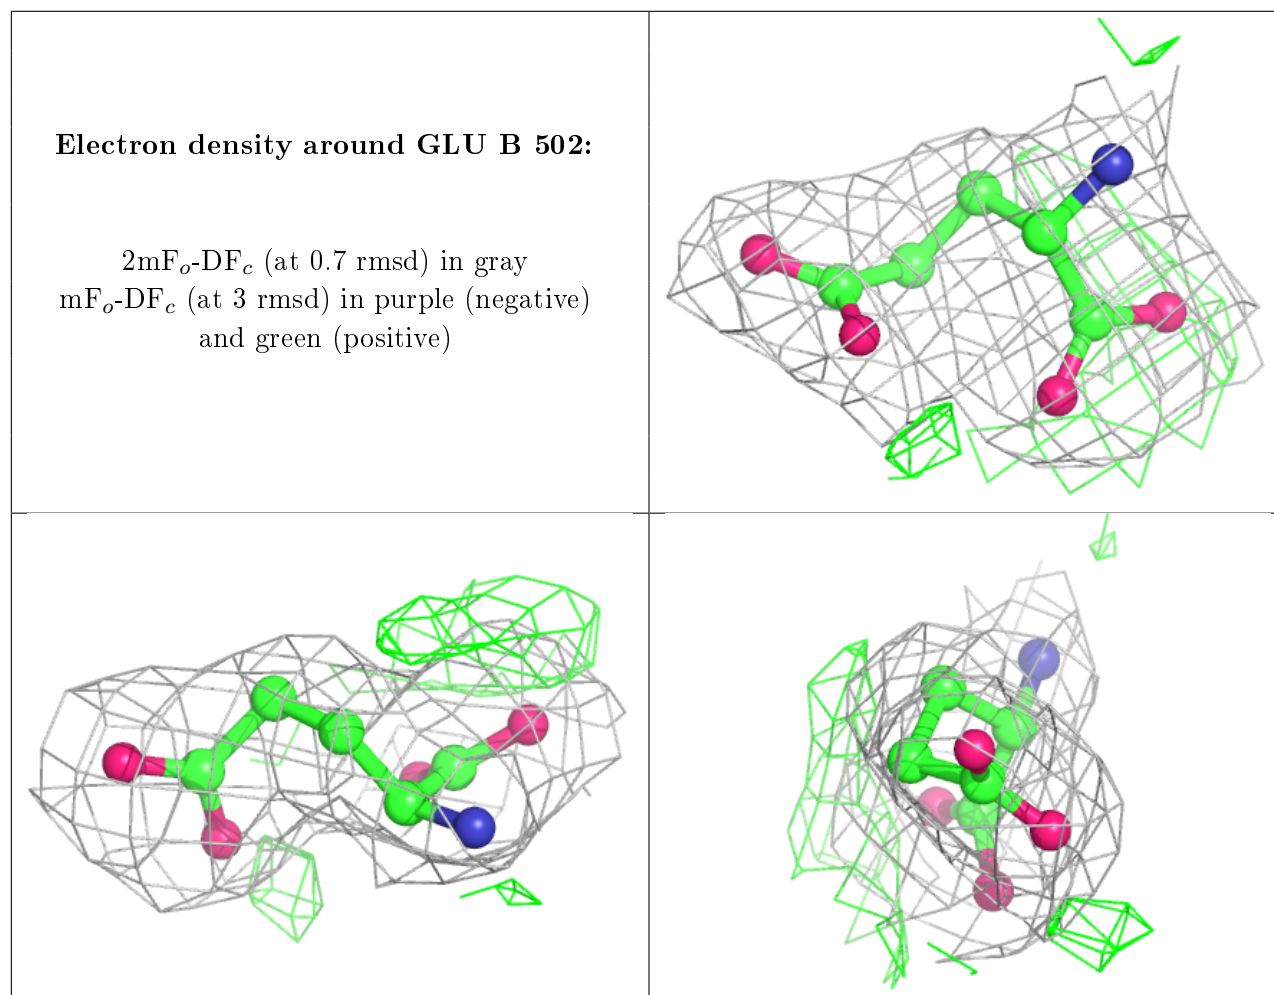 Electron density around GLU B 502:
2mFo-DFc (at 0.7 rmsd) in gray
mFo-DFc (at 3 rmsd) in purple (negative)
and green (positive)